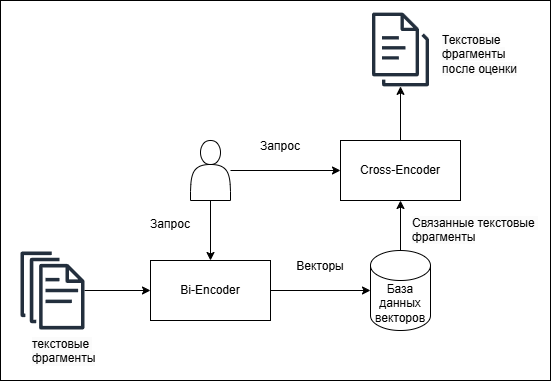 Текстовые
фрагменты
после оценки
Запрос
Cross-Encoder
Запрос
Связанные текстовые
фрагменты
Векторы
Bi-Encoder
База
данных
векторов
текстовые
фрагменты